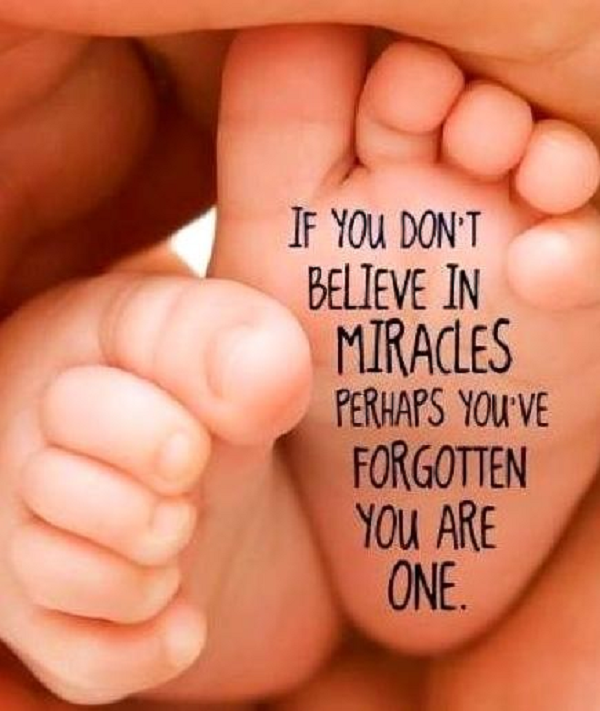 IF YOU DON'T
BELIEVE IN
MIRACLES
PERHAPS YOU'VE
FORGOTTEN
YOU ARE
ONE.